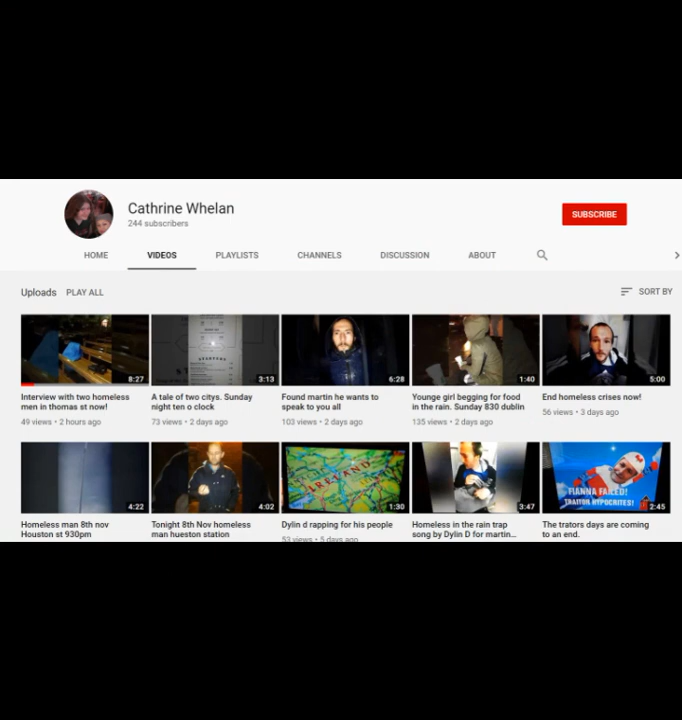 Cathrine Whelan
244 subscribers
SUBSCRIBE
HOME VIDEOS PLAYLISTS CHANNELS DISCUSSION ABOUT
Uploads PLAY ALL SORT BY
8:27
Interview with two homeless
men in thomas st now!
49 views • 2 hours ago
3:13
A tale of two citys. Sunday
night ten o clock
73 views • 2 days ago
6:28
Found martin he wants to
speak to you all
103 views • 2 days ago
1:40
Younge girl begging for food
in the rain. Sunday 830 dublin
135 views • 2 days ago
5:00
End homeless crises now!
56 views • 3 days ago
4:22
Homeless man 8th nov
Houston st 930pm
4:02
Tonight 8th Nov homeless
man hueston station
IRELAND
1:30
Dylin d rapping for his people
53 views • 5 days ago
3:47
Homeless in the rain trap
song by Dylin D for martin...
FIANNA FAILED!
TRAITOR HYPOCRITES!
2:45
The trators days are coming
to an end.